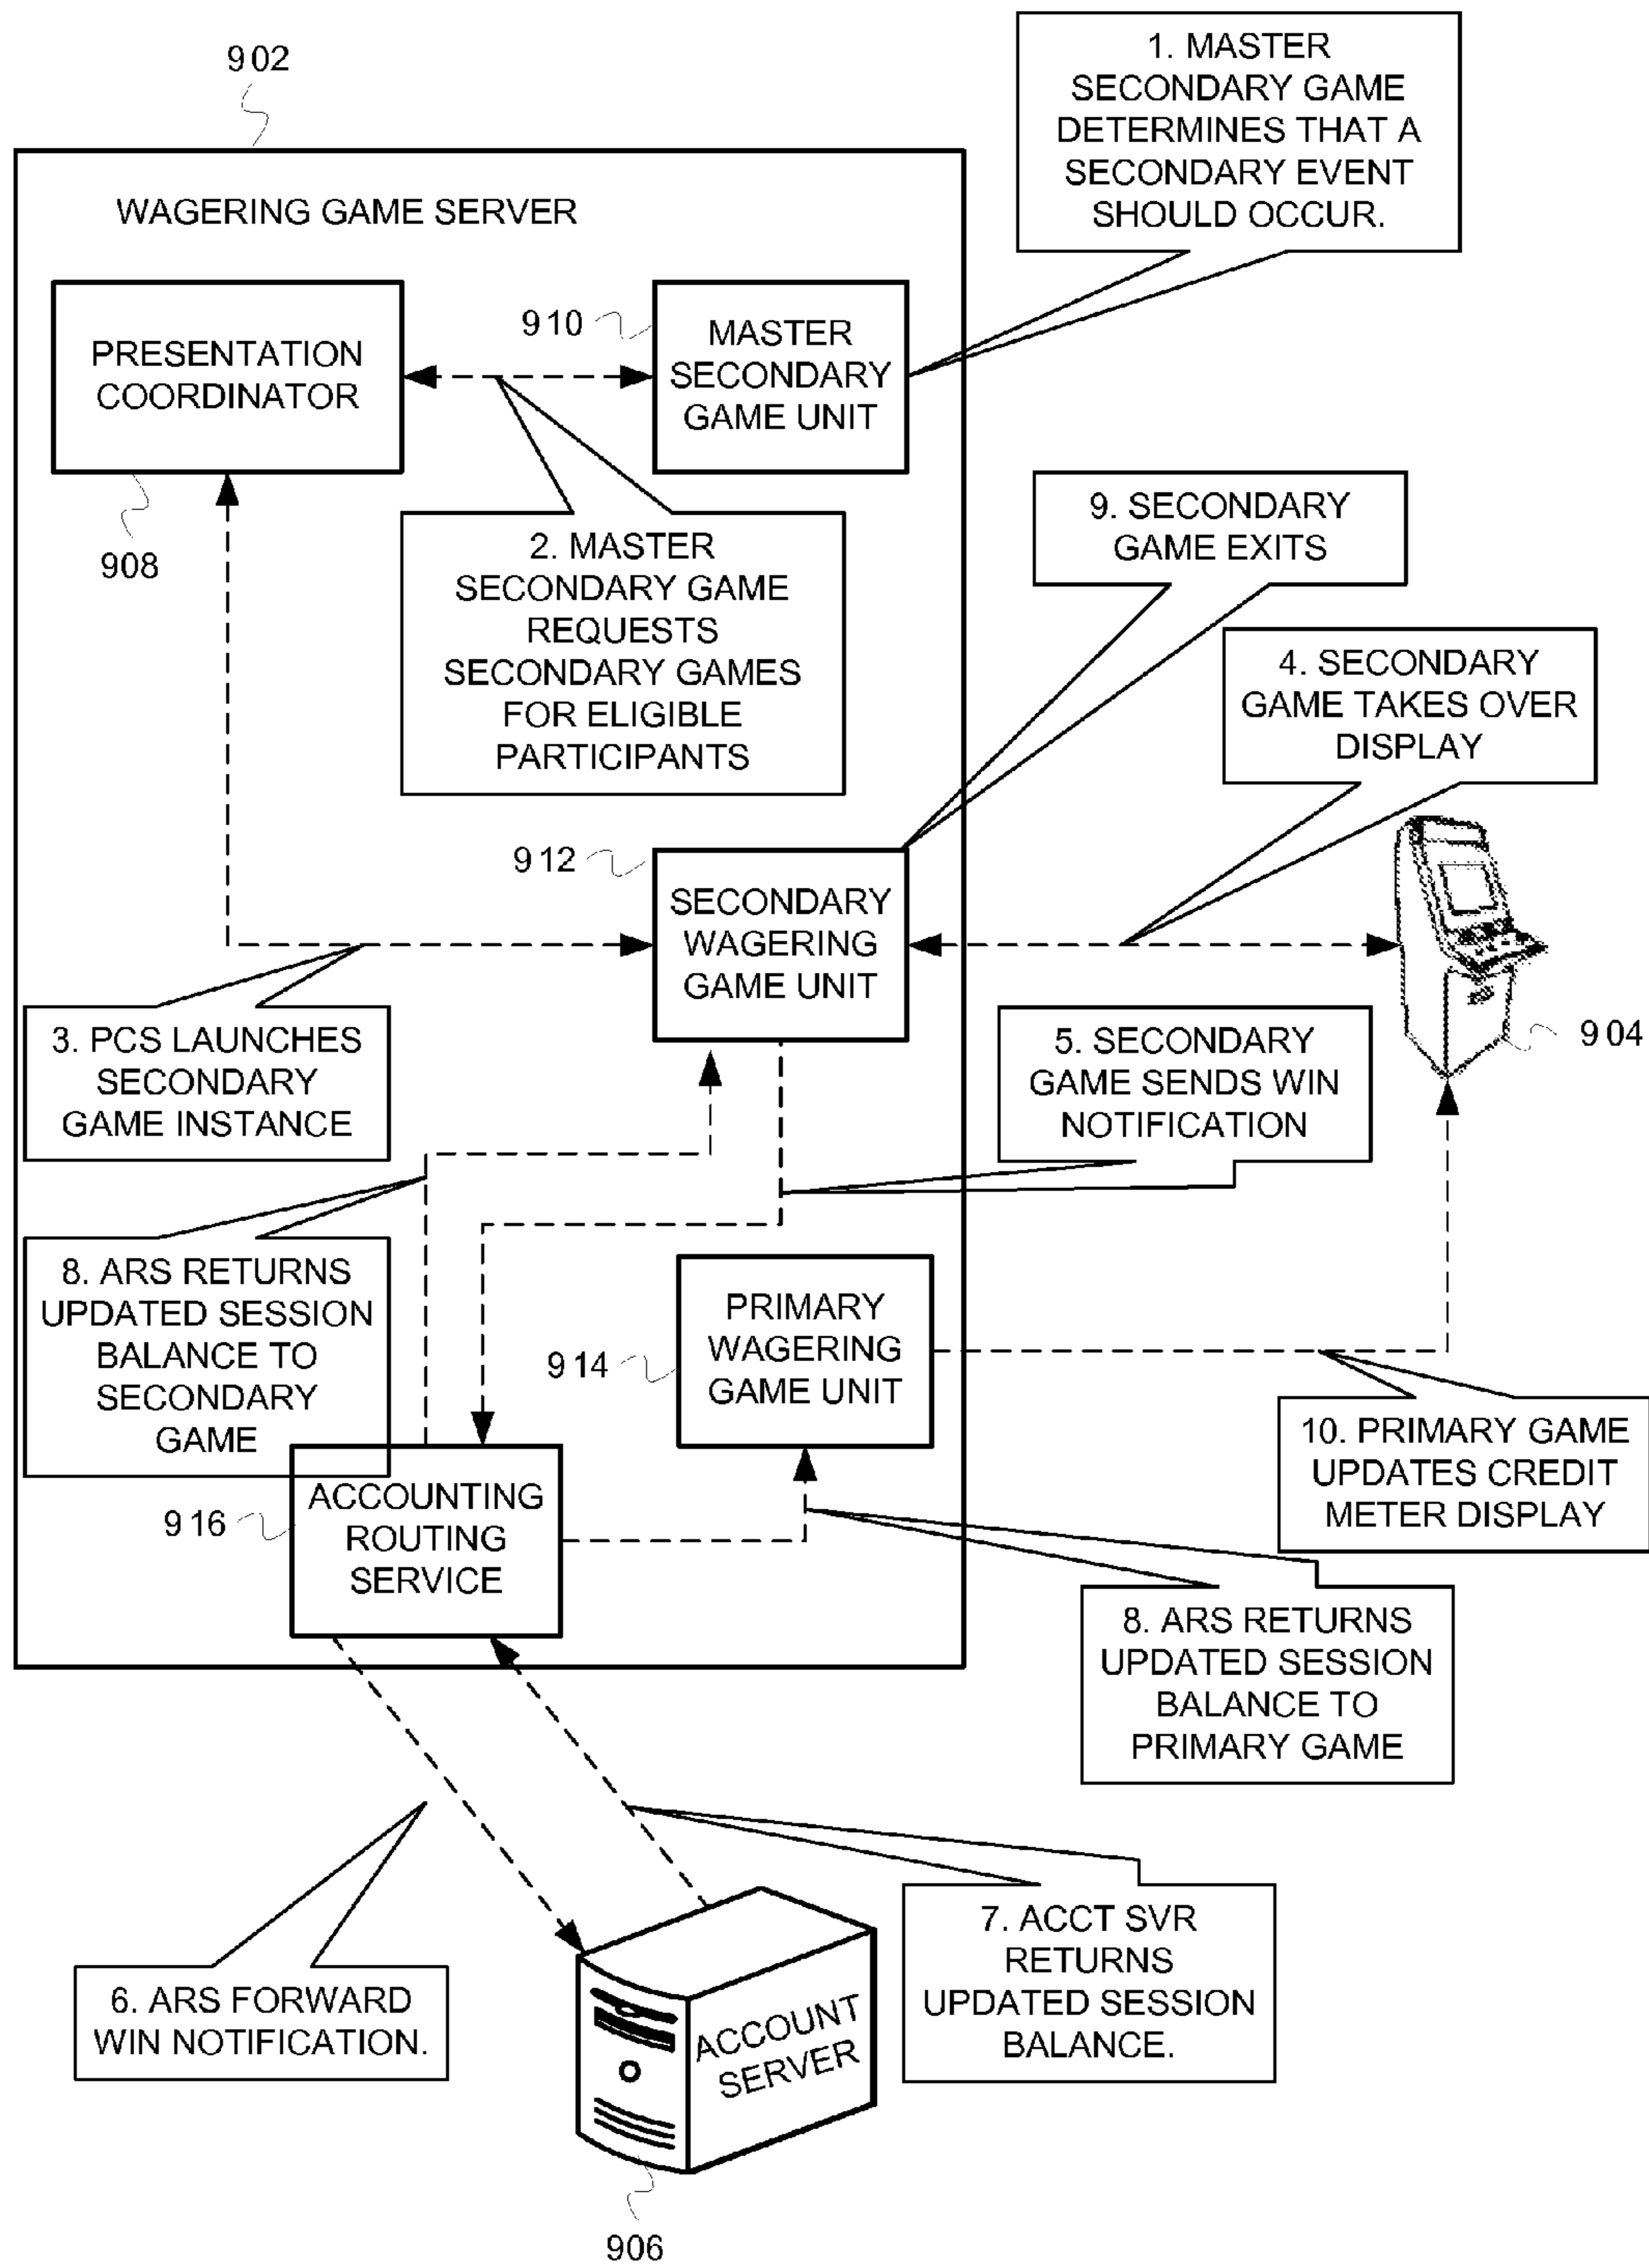 902
1. MASTER
SECONDARY GAME
DETERMINES THAT A
SECONDARY EVENT
SHOULD OCCUR.
WAGERING GAME SERVER
PRESENTATION
COORDINATOR
910
MASTER
SECONDARY
GAME UNIT
908
2. MASTER
SECONDARY GAME
REQUESTS
SECONDARY GAMES
FOR ELIGIBLE
PARTICIPANTS
9. SECONDARY
GAME EXITS
4. SECONDARY
GAME TAKES OVER
DISPLAY
912
SECONDARY
WAGERING
GAME UNIT
904
3. PCS LAUNCHES
SECONDARY
GAME INSTANCE
5. SECONDARY
GAME SENDS WIN
NOTIFICATION
8. ARS RETURNS
UPDATED SESSION
BALANCE TO
SECONDARY
GAME
914
PRIMARY
WAGERING
GAME UNIT
10. PRIMARY GAME
UPDATES CREDIT
METER DISPLAY
916
ACCOUNTING
ROUTING
SERVICE
8. ARS RETURNS
UPDATED SESSION
BALANCE TO
PRIMARY GAME
6. ARS FORWARD
WIN NOTIFICATION.
7. ACCT SVR
RETURNS
UPDATED SESSION
BALANCE.
ACCOUNT
SERVER
906